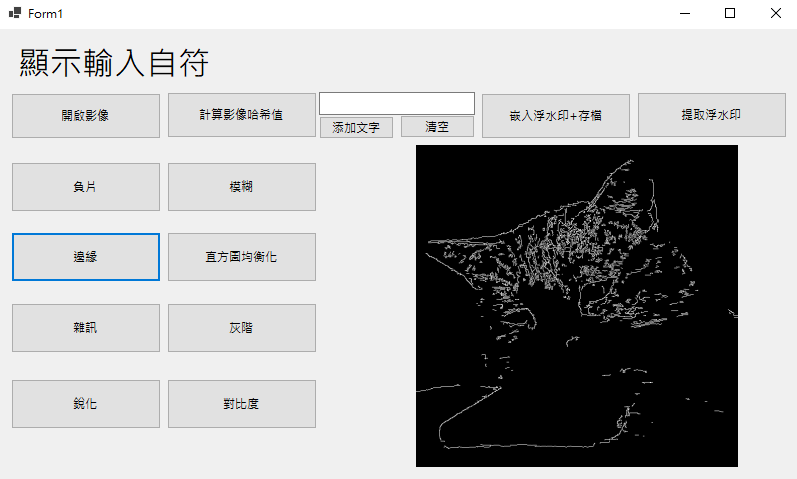 Form1
顯示輸入自符
開啟影像
計算影像哈希值
添加文字
清空
嵌入浮水印+存檔
提取浮水印
負片
模糊
邊緣
直方圖均衡化
雜訊
灰階
銳化
對比度